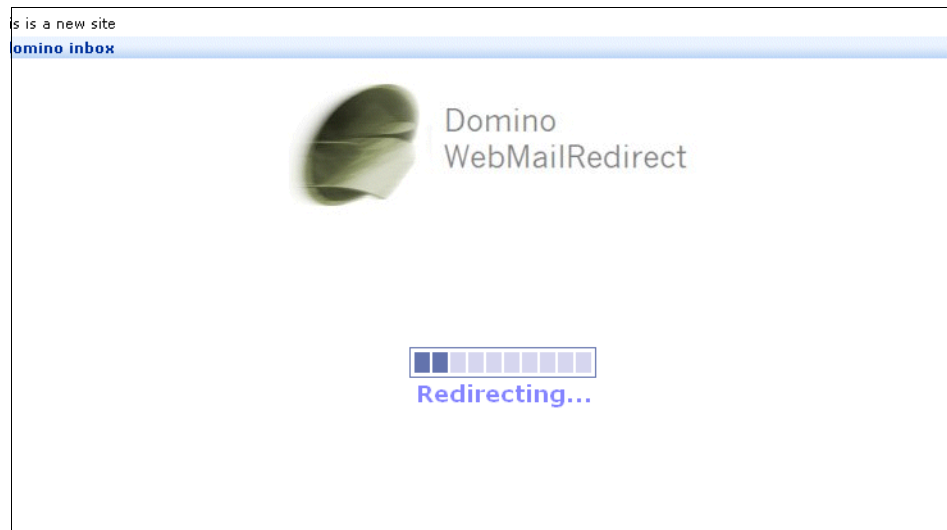 is is a new site
omino inbox
Domino
WebMailRedirect
Redirecting...